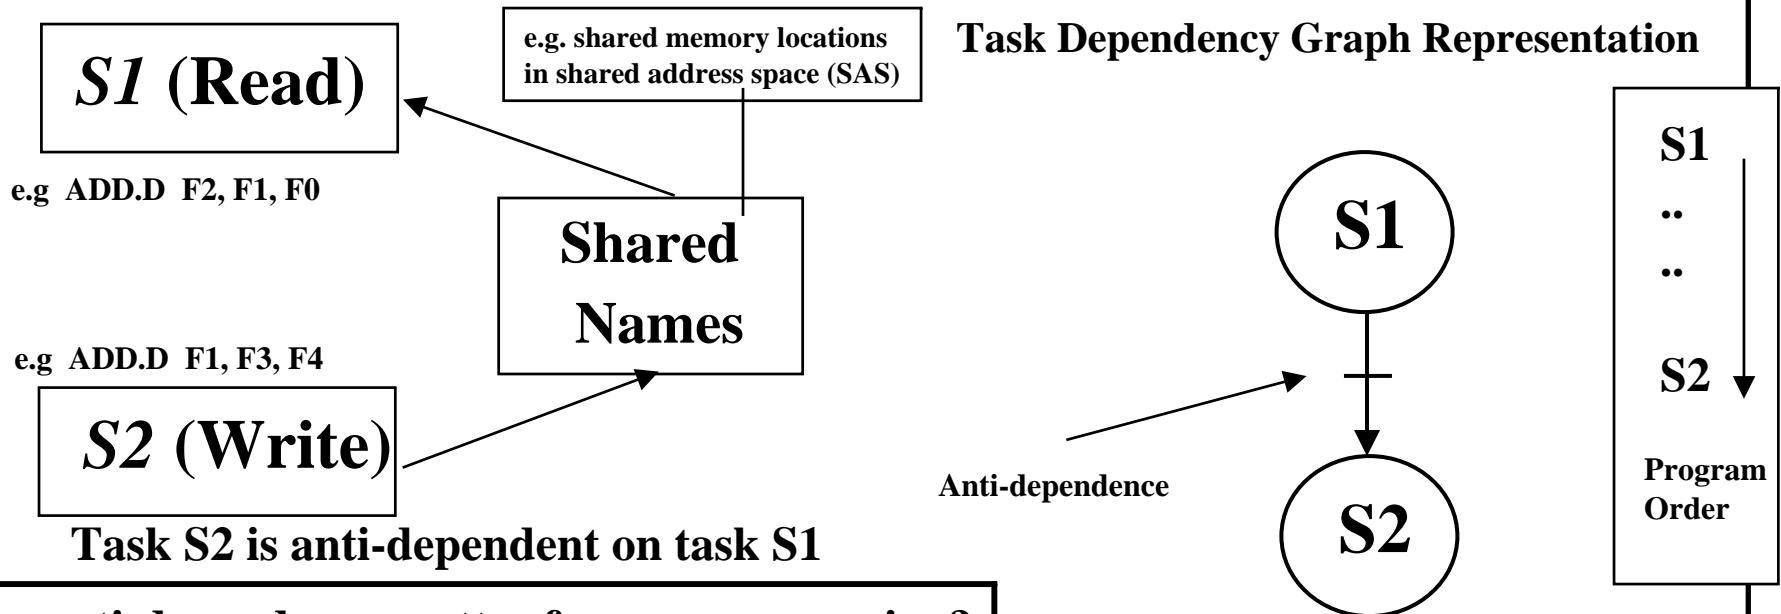 Task Dependency Graph Representation
e.g. shared memory locations
in shared address space (SAS)
S1 (Read)
e.g ADD.D F2, F1, F0
Shared
Names
e.g ADD.D F1, F3, F4
S2 (Write)
Task S2 is anti-dependent on task S1
S1
Anti-dependence
S2
S1
..
..
S2
Program
Order